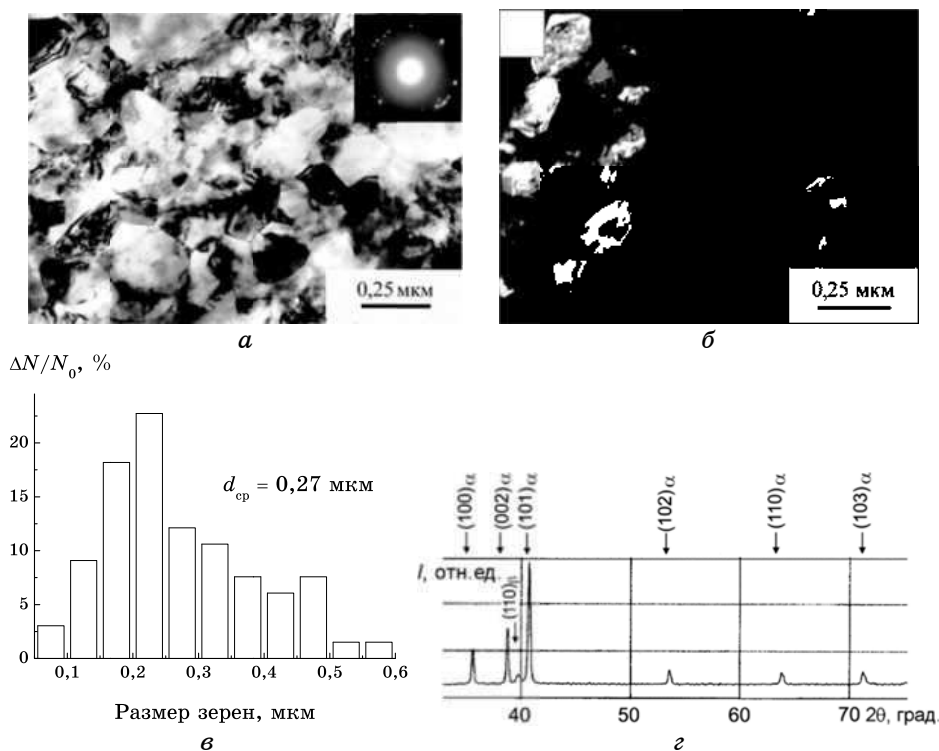 0,25 мкм
0,25 мкм
а
б
ΔN/N₀, %
20
15
10
5
0
dср = 0,27 мкм
0,1 0,2 0,3 0,4 0,5 0,6
Размер зерен, мкм
в
(100)α
(002)α
(101)α
(102)α
(110)α
(103)α
I, отн.ед.
(110)β
40 50 60 70 2θ, град.
г